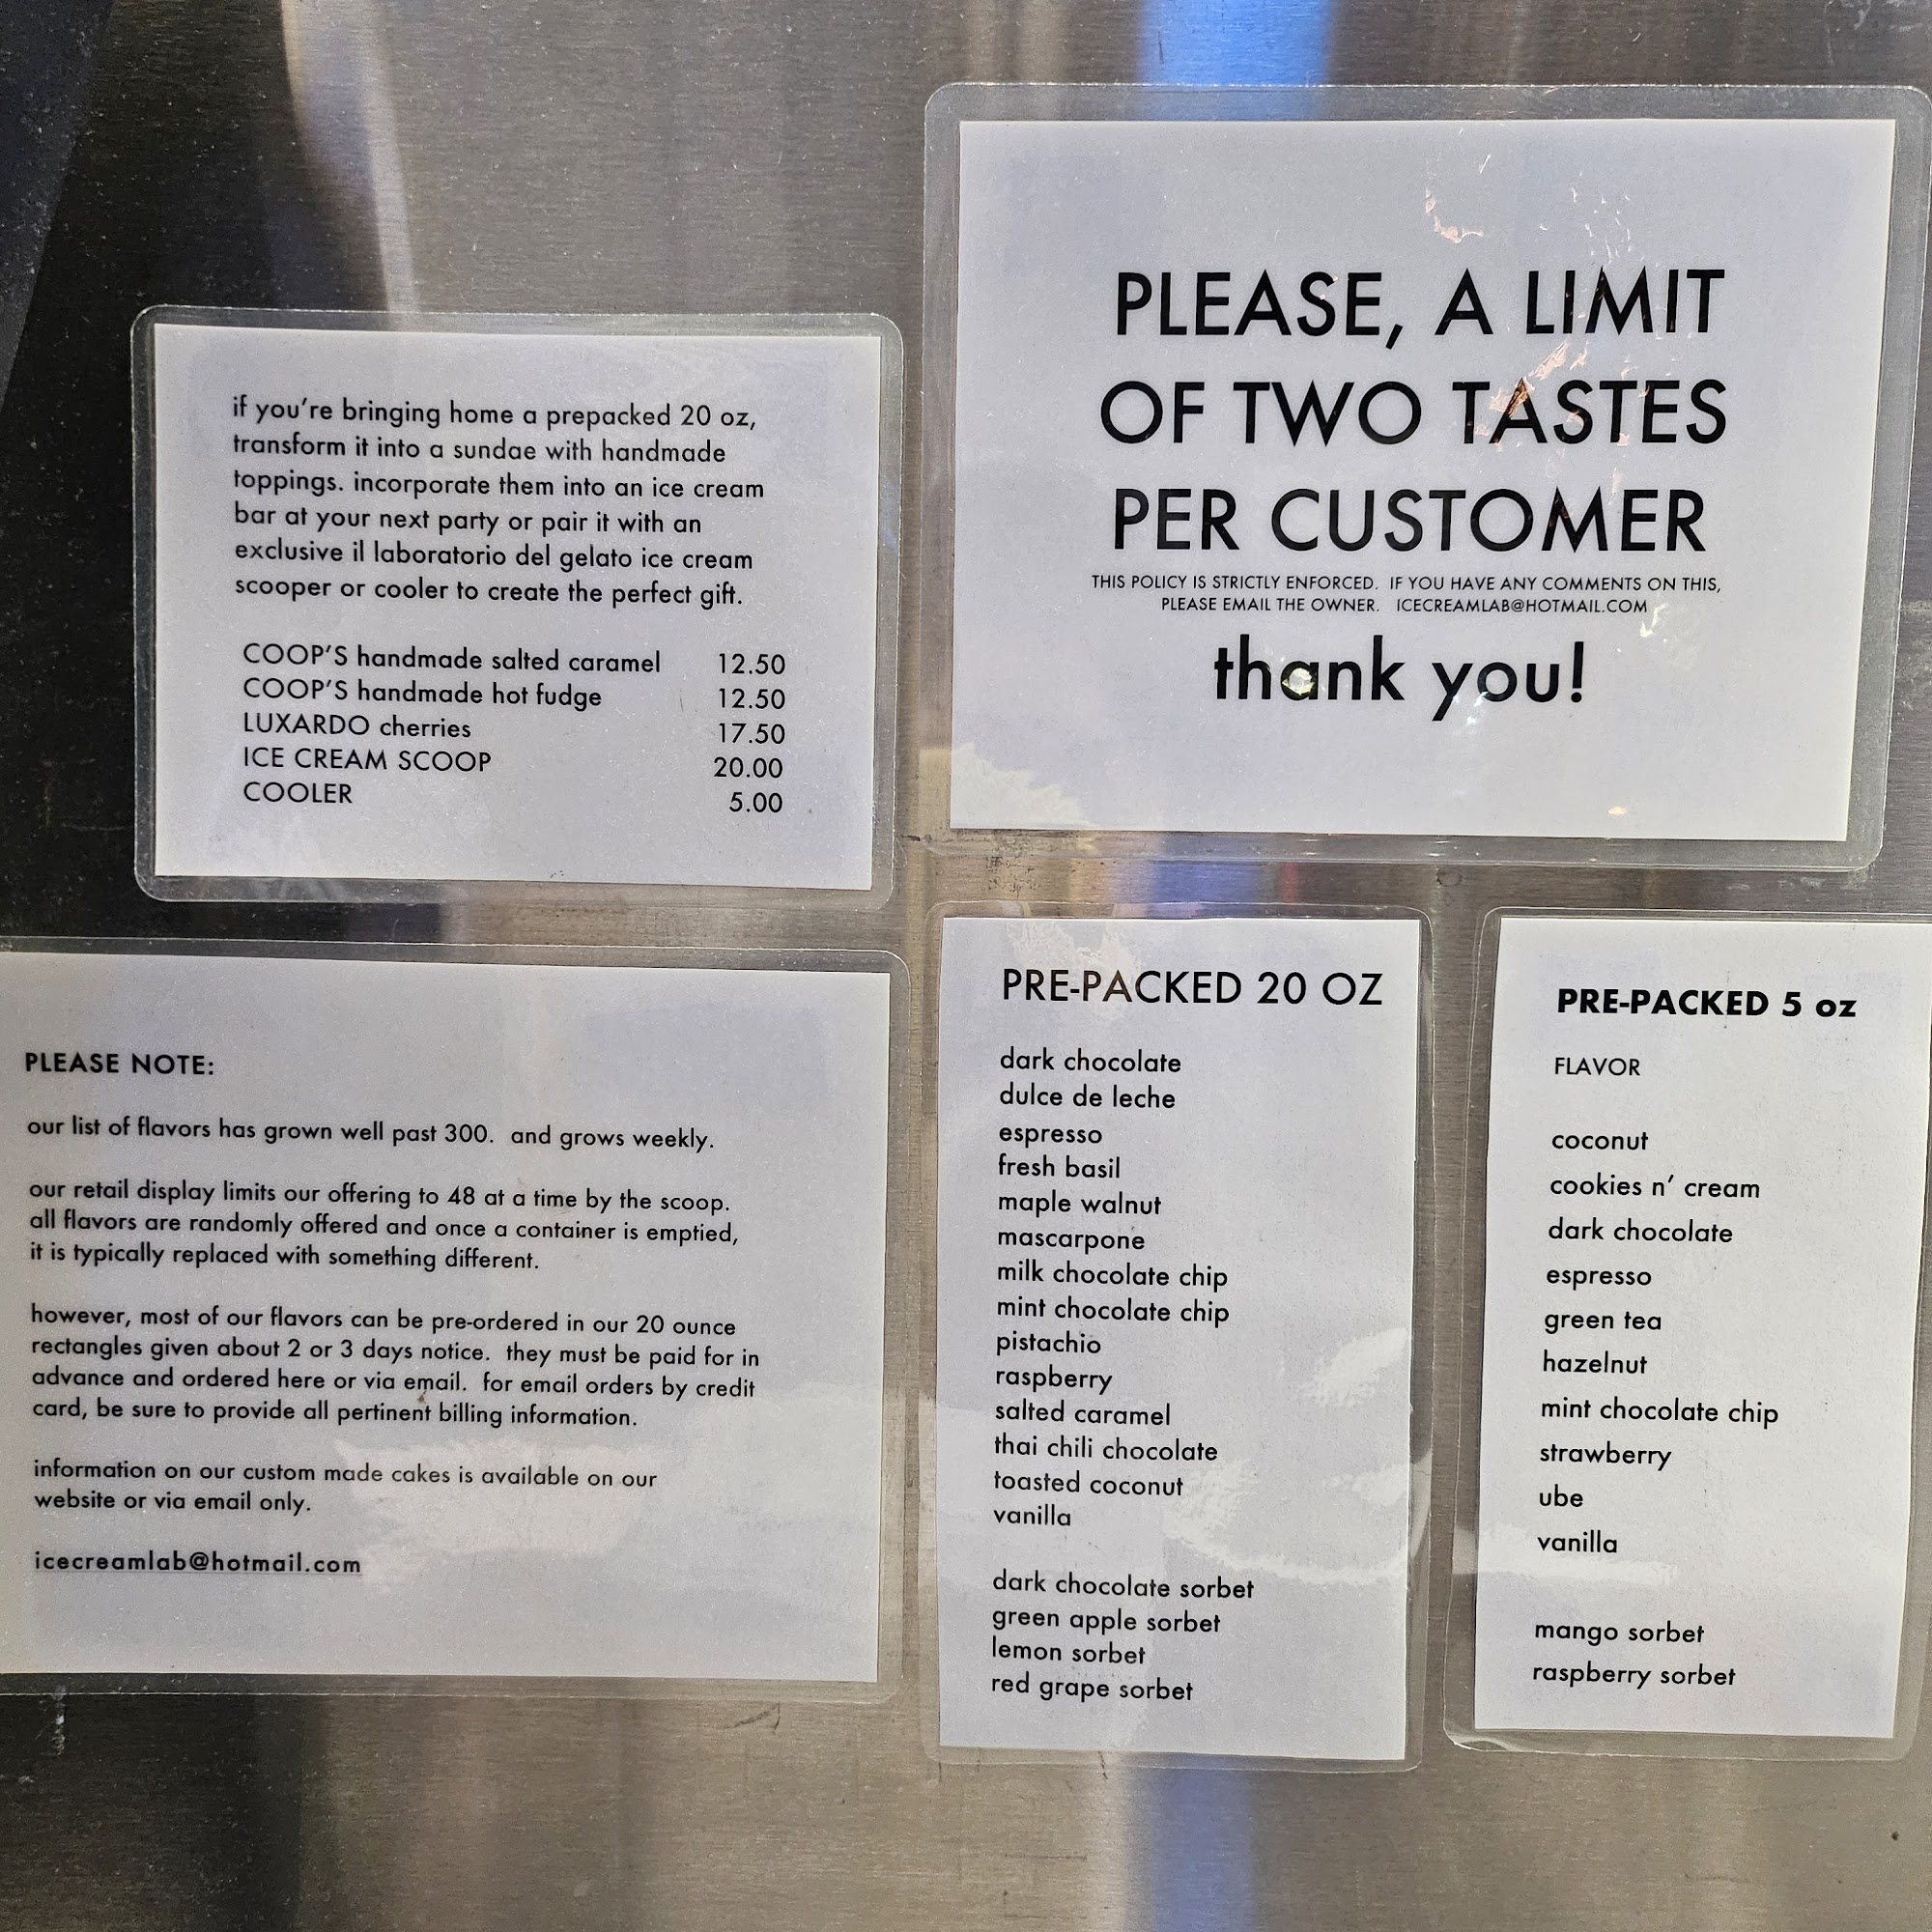 if you're bringing home a prepacked 20 oz,
transform it into a sundae with handmade
toppings. incorporate them into an ice cream
bar at your next party or pair it with an
exclusive il laboratorio del gelato ice cream
scooper or cooler to create the perfect gift.
COOP'S handmade salted caramel 12.50
COOP'S handmade hot fudge 12.50
LUXARDO cherries 17.50
ICE CREAM SCOOP 20.00
COOLER 5.00
PLEASE, A LIMIT
OF TWO TASTES
PER CUSTOMER
THIS POLICY IS STRICTLY ENFORCED. IF YOU HAVE ANY COMMENTS ON THIS,
PLEASE EMAIL THE OWNER. ICECREAMLAB@HOTMAIL.COM
thank you!
PLEASE NOTE:
our list of flavors has grown well past 300. and grows weekly.
our retail display limits our offering to 48 at a time by the scoop.
all flavors are randomly offered and once a container is emptied,
it is typically replaced with something different.
however, most of our flavors can be pre-ordered in our 20 ounce
rectangles given about 2 or 3 days notice. they must be paid for in
advance and ordered here or via email. for email orders by credit
card, be sure to provide all pertinent billing information.
information on our custom made cakes is available on our
website or via email only.
icecreamlab@hotmail.com
PRE-PACKED 20 OZ
dark chocolate
dulce de leche
espresso
fresh basil
maple walnut
mascarpone
milk chocolate chip
mint chocolate chip
pistachio
raspberry
salted caramel
thai chili chocolate
toasted coconut
vanilla
dark chocolate sorbet
green apple sorbet
lemon sorbet
red grape sorbet
PRE-PACKED 5 oz
FLAVOR
coconut
cookies n' cream
dark chocolate
espresso
green tea
hazelnut
mint chocolate chip
strawberry
ube
vanilla
mango sorbet
raspberry sorbet